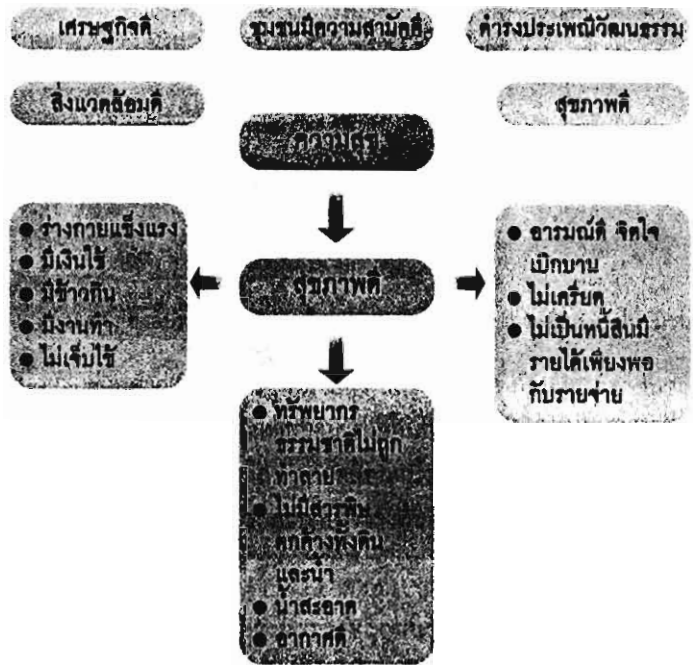 เศรษฐกิจดี
ชุมชนมีความสามัคคี
ดำรงประเพณีวัฒนธรรม
สิ่งแวดล้อมดี
สุขภาพดี
ความสุข
● ร่างกายแข็งแรง
● มีเงินใช้
● มีข้าวกิน
● มีงานทำ
● ไม่เจ็บไข้
สุขภาพดี
● อารมณ์ดี จิตใจ
เบิกบาน
● ไม่เครียด
● ไม่เป็นหนี้สินมี
รายได้เพียงพอ
กับรายจ่าย
● ทรัพยากร
ธรรมชาติไม่ถูก
ทำลาย
● ไม่มีสารพิษ
ตกค้างทั้งดิน
และน้ำ
● น้ำสะอาด
● อากาศดี